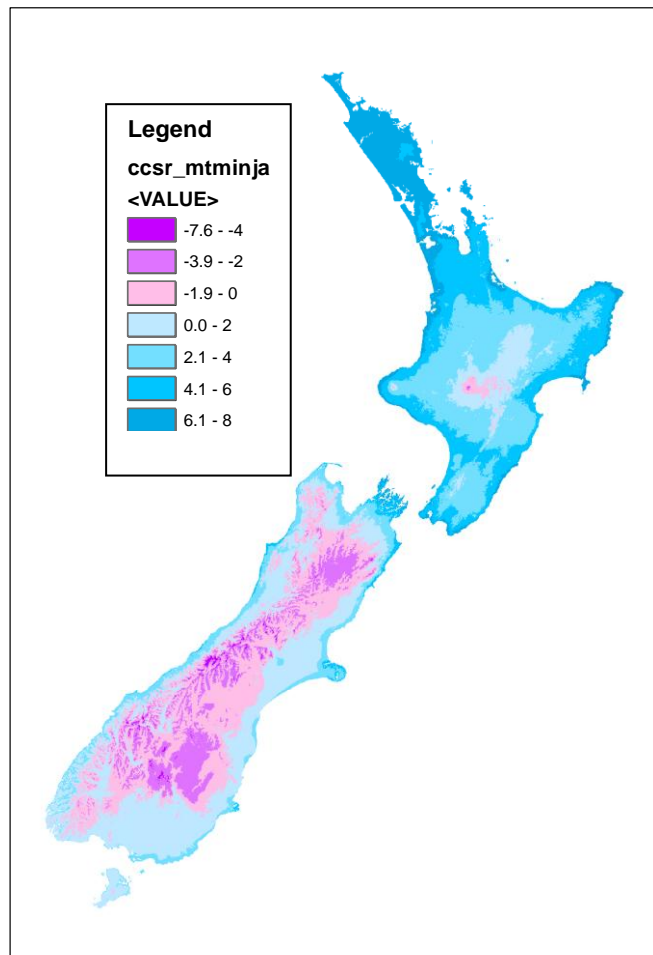 Legend
ccsr_mtminja
<VALUE>
-7.6 - -4
-3.9 - -2
-1.9 - 0
0.0 - 2
2.1 - 4
4.1 - 6
6.1 - 8